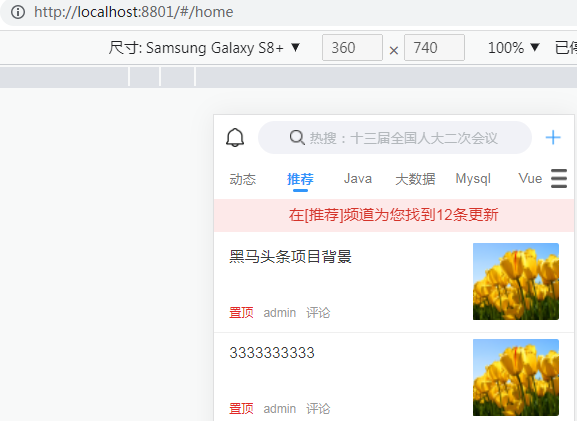 http://localhost:8801/#/home
尺寸: Samsung Galaxy S8+ ▼ 360 × 740 100% ▼ 已停
热搜：十三届全国人大二次会议
动态 推荐 Java 大数据 Mysql Vue
在[推荐]频道为您找到12条更新
黑马头条项目背景
置顶 admin 评论
3333333333
置顶 admin 评论